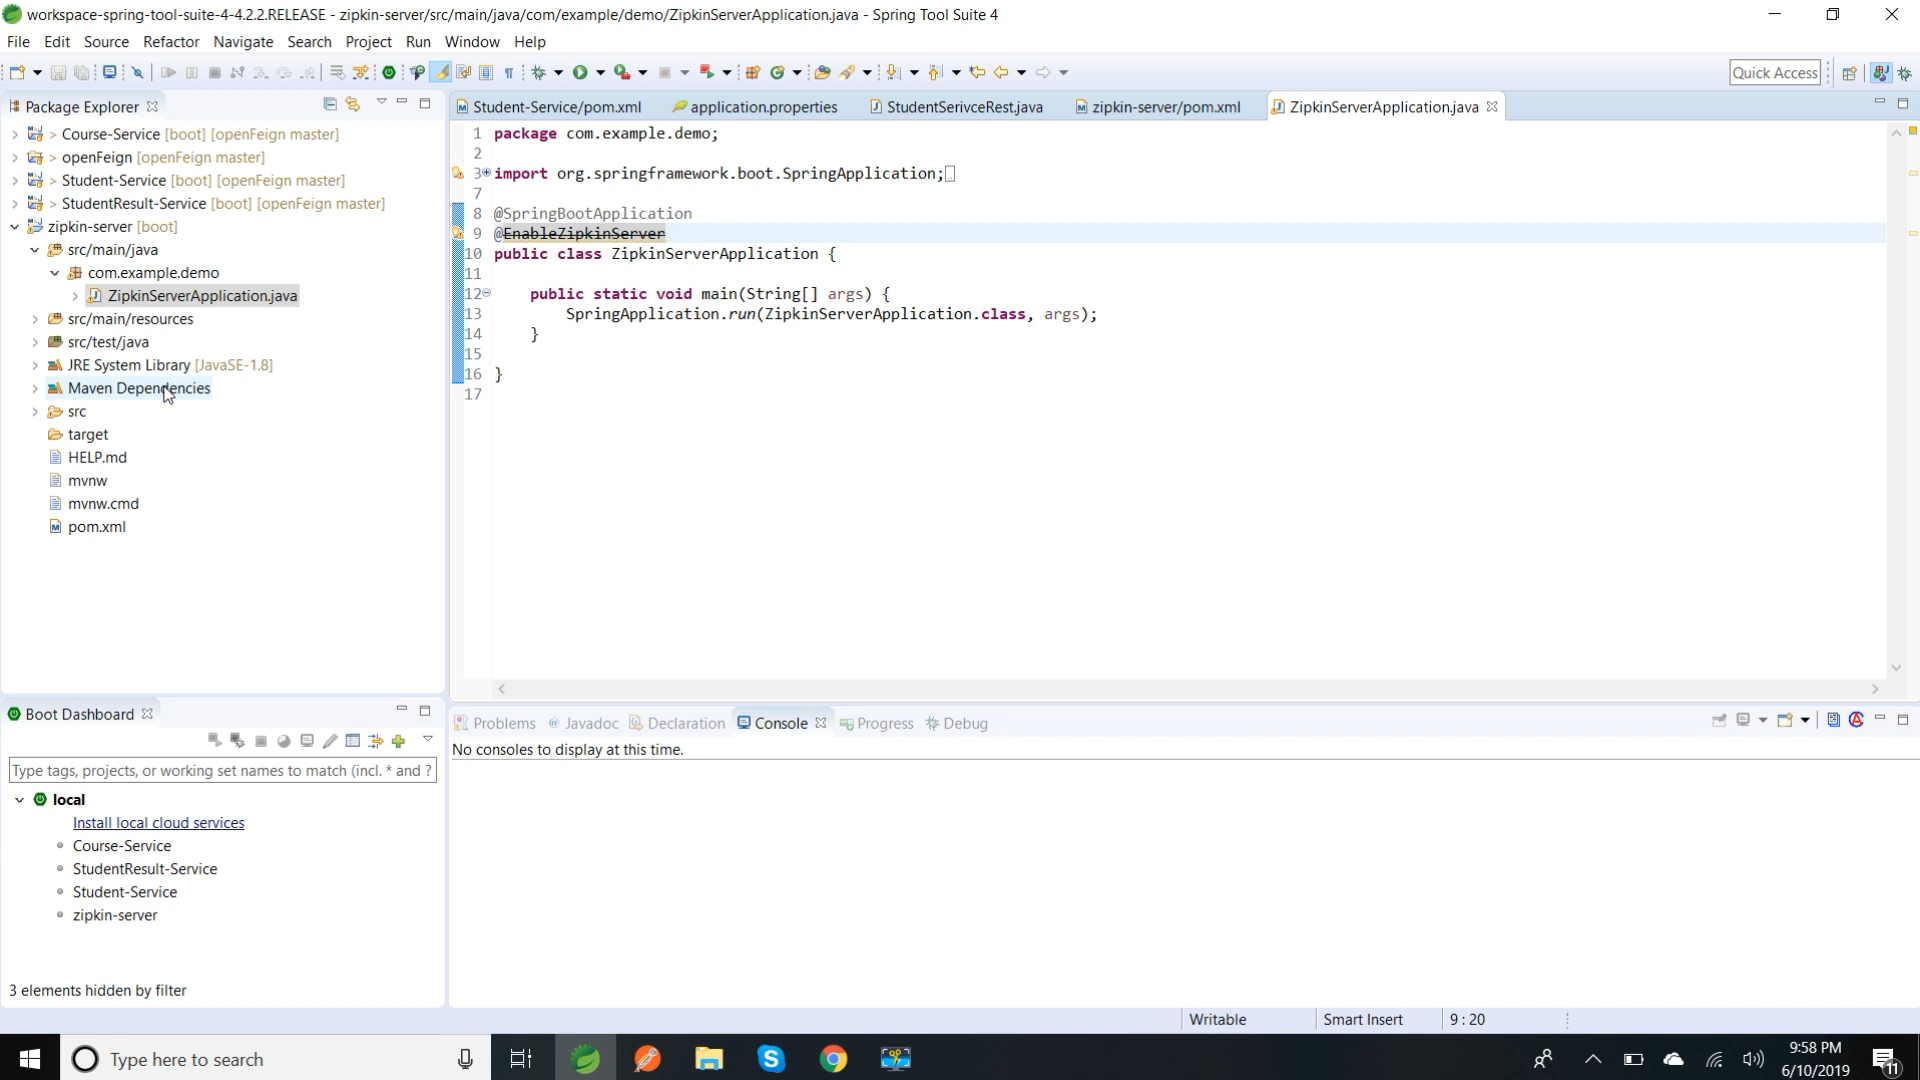 workspace-spring-tool-suite-4-4.2.2.RELEASE - zipkin-server/src/main/java/com/example/demo/ZipkinServerApplication.java - Spring Tool Suite 4
File Edit Source Refactor Navigate Search Project Run Window Help
Quick Access
Package Explorer
> Course-Service [boot] [openFeign master]
> openFeign [openFeign master]
> Student-Service [boot] [openFeign master]
> StudentResult-Service [boot] [openFeign master]
zipkin-server [boot]
src/main/java
com.example.demo
ZipkinServerApplication.java
src/main/resources
src/test/java
JRE System Library [JavaSE-1.8]
Maven Dependencies
src
target
HELP.md
mvnw
mvnw.cmd
pom.xml
Student-Service/pom.xml application.properties StudentSerivceRest.java zipkin-server/pom.xml ZipkinServerApplication.java
1 package com.example.demo;
2
3 import org.springframework.boot.SpringApplication;
7
8 @SpringBootApplication
9 @EnableZipkinServer
10 public class ZipkinServerApplication {
11
12 public static void main(String[] args) {
13 SpringApplication.run(ZipkinServerApplication.class, args);
14 }
15
16 }
17
Boot Dashboard
Type tags, projects, or working set names to match (incl. * and ?
local
Install local cloud services
Course-Service
StudentResult-Service
Student-Service
zipkin-server
3 elements hidden by filter
Problems @ Javadoc Declaration Console Progress Debug
No consoles to display at this time.
Writable Smart Insert 9 : 20
Type here to search
9:58 PM
6/10/2019
11